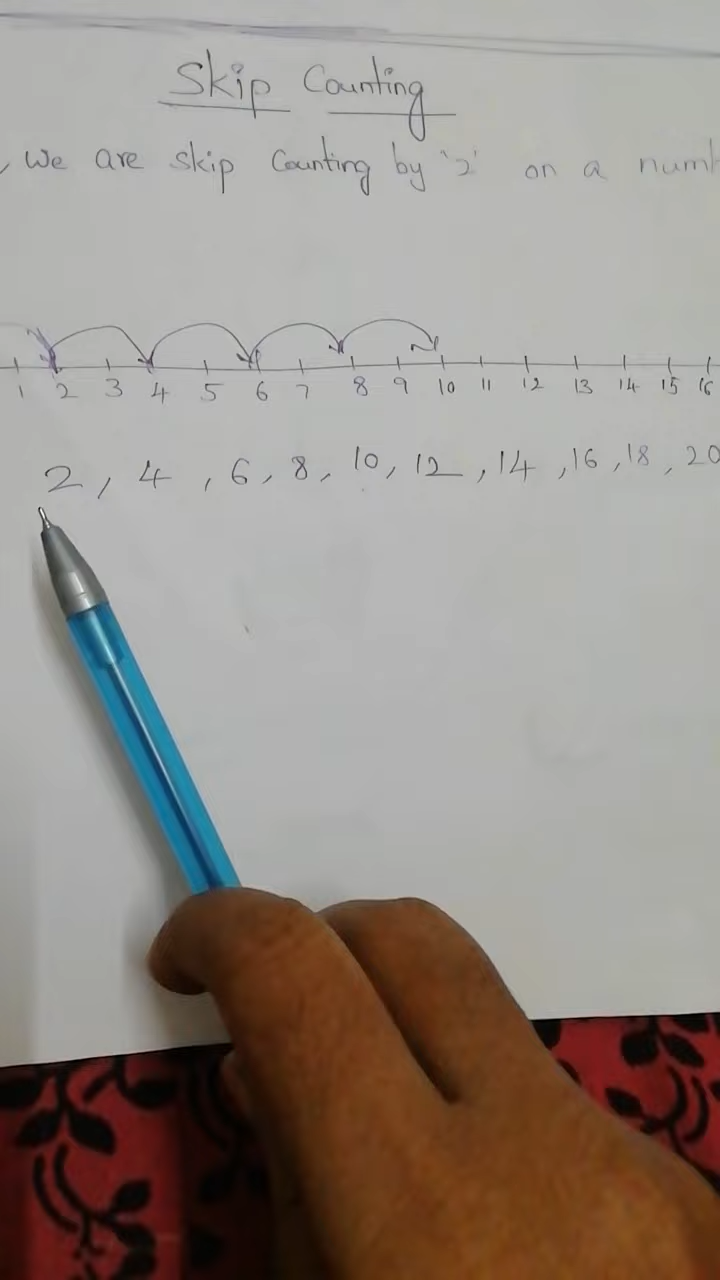 Skip Counting
, We are skip Counting by '2' on a
1 2 3 4 5 6 7 8 9 10 11 12 13 14 15 16
2, 4, 6, 8, 10, 12, 14, 16, 18, 20